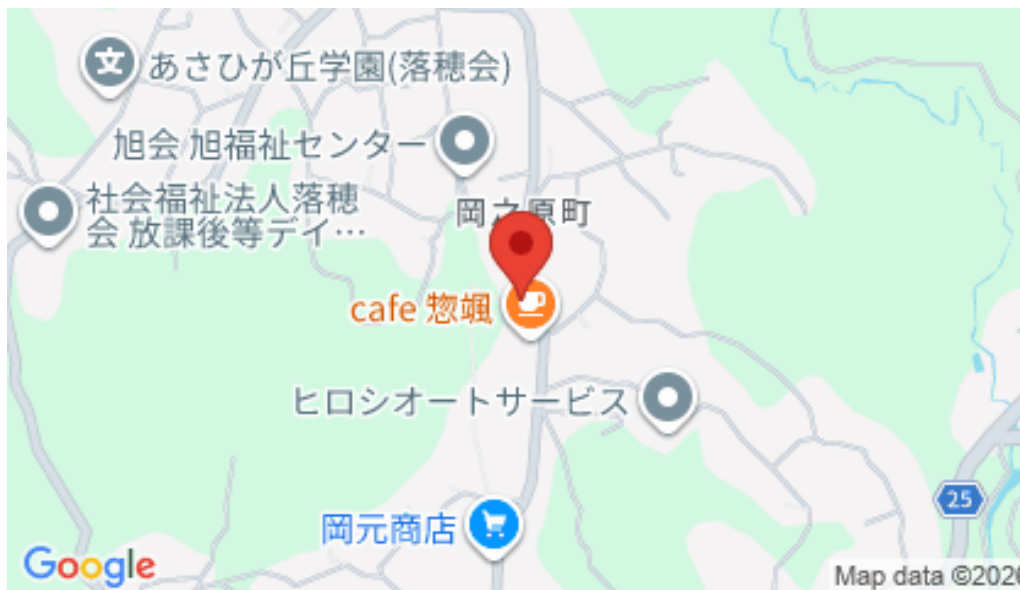 文
あさひが丘学園(落穂会)
旭会 旭福祉センター
社会福祉法人落穂
会 放課後等デイ…
岡之原町
cafe 惣颯
ヒロシオートサービス
25
岡元商店
Google
Map data ©2026